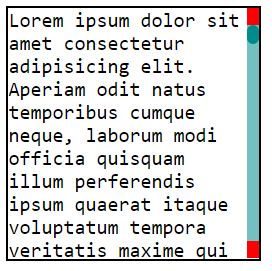 Lorem ipsum dolor sit
amet consectetur
adipisicing elit.
Aperiam odit natus
temporibus cumque
neque, laborum modi
officia quisquam
illum perferendis
ipsum quaerat itaque
voluptatum tempora
veritatis maxime qui